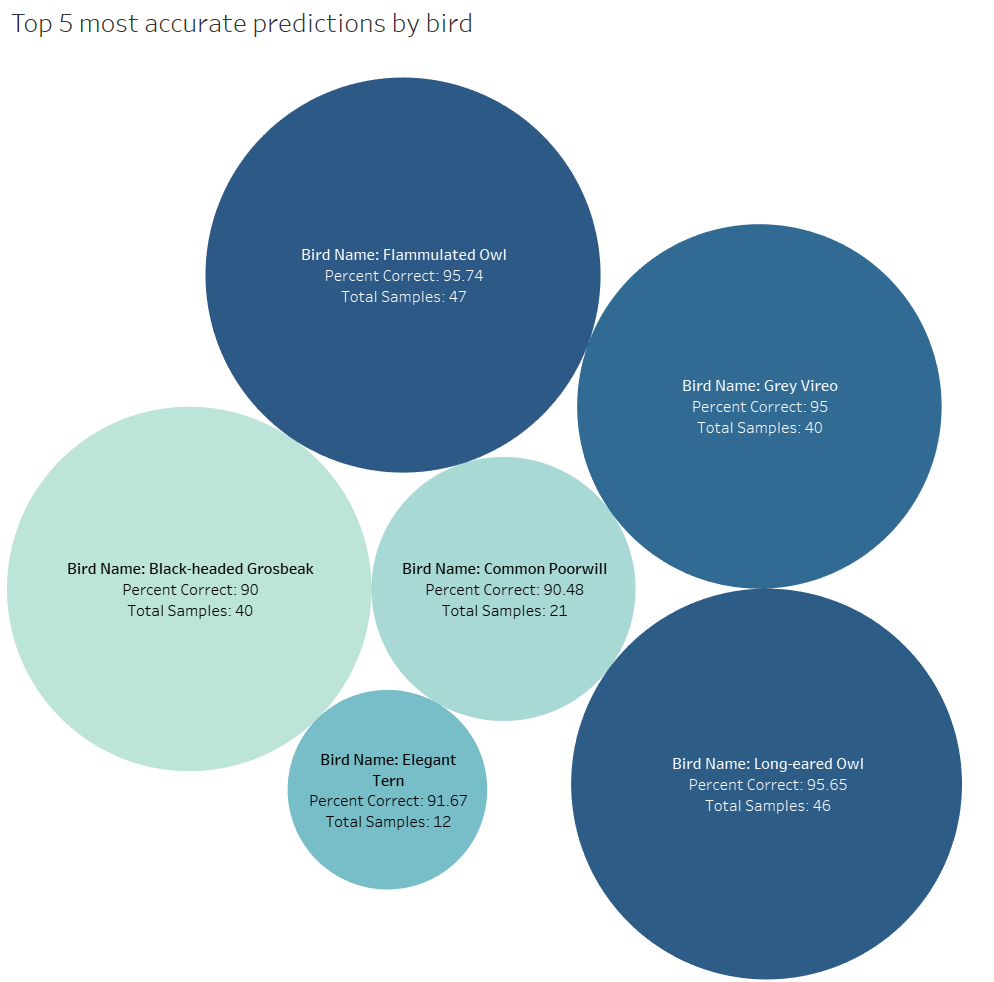 Top 5 most accurate predictions by bird
Bird Name: Flammulated Owl
Percent Correct: 95.74
Total Samples: 47
Bird Name: Grey Vireo
Percent Correct: 95
Total Samples: 40
Bird Name: Black-headed Grosbeak
Percent Correct: 90
Total Samples: 40
Bird Name: Common Poorwill
Percent Correct: 90.48
Total Samples: 21
Bird Name: Elegant
Tern
Percent Correct: 91.67
Total Samples: 12
Bird Name: Long-eared Owl
Percent Correct: 95.65
Total Samples: 46